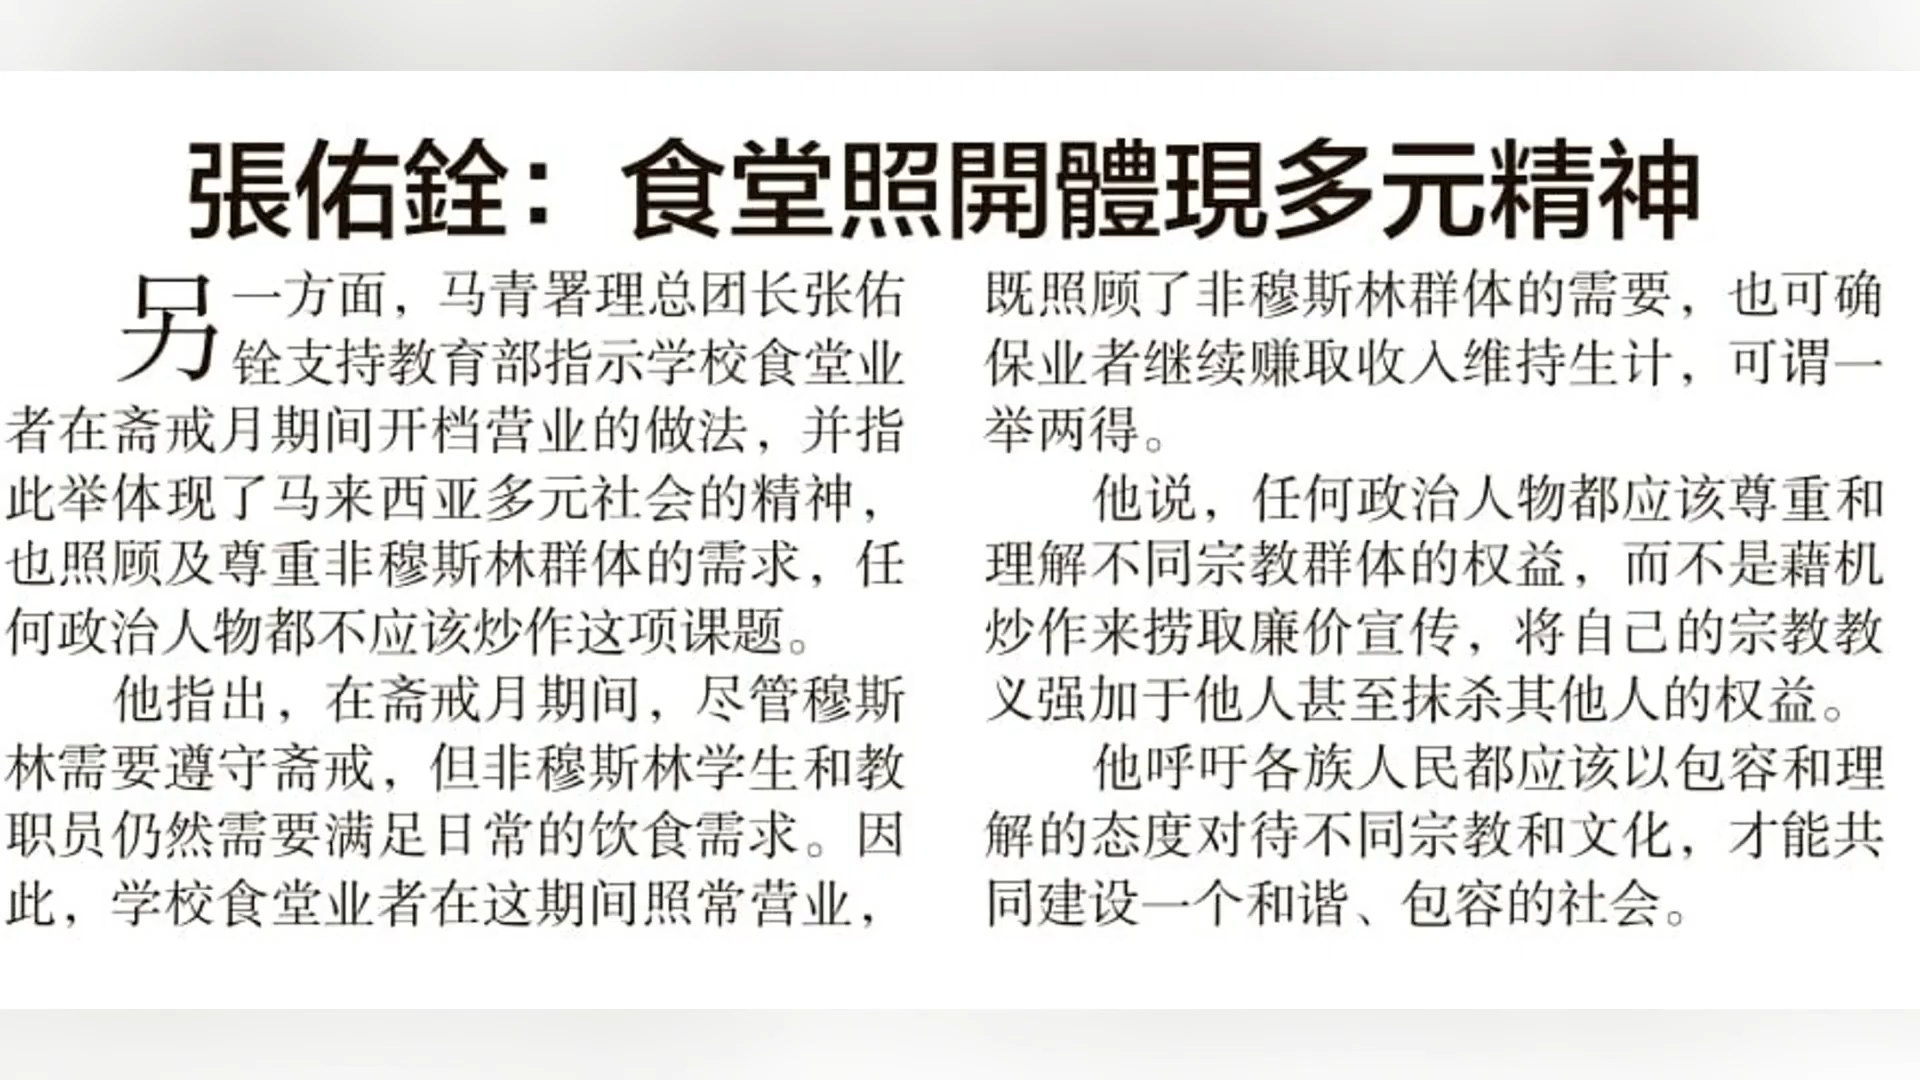 張佑銓：食堂照開體現多元精神
另一方面，马青署理总团长张佑
铨支持教育部指示学校食堂业
者在斋戒月期间开档营业的做法，并指
此举体现了马来西亚多元社会的精神，
也照顾及尊重非穆斯林群体的需求，任
何政治人物都不应该炒作这项课题。
他指出，在斋戒月期间，尽管穆斯
林需要遵守斋戒，但非穆斯林学生和教
职员仍然需要满足日常的饮食需求。因
此，学校食堂业者在这期间照常营业，
既照顾了非穆斯林群体的需要，也可确
保业者继续赚取收入维持生计，可谓一
举两得。
他说，任何政治人物都应该尊重和
理解不同宗教群体的权益，而不是藉机
炒作来捞取廉价宣传，将自己的宗教教
义强加于他人甚至抹杀其他人的权益。
他呼吁各族人民都应该以包容和理
解的态度对待不同宗教和文化，才能共
同建设一个和谐、包容的社会。